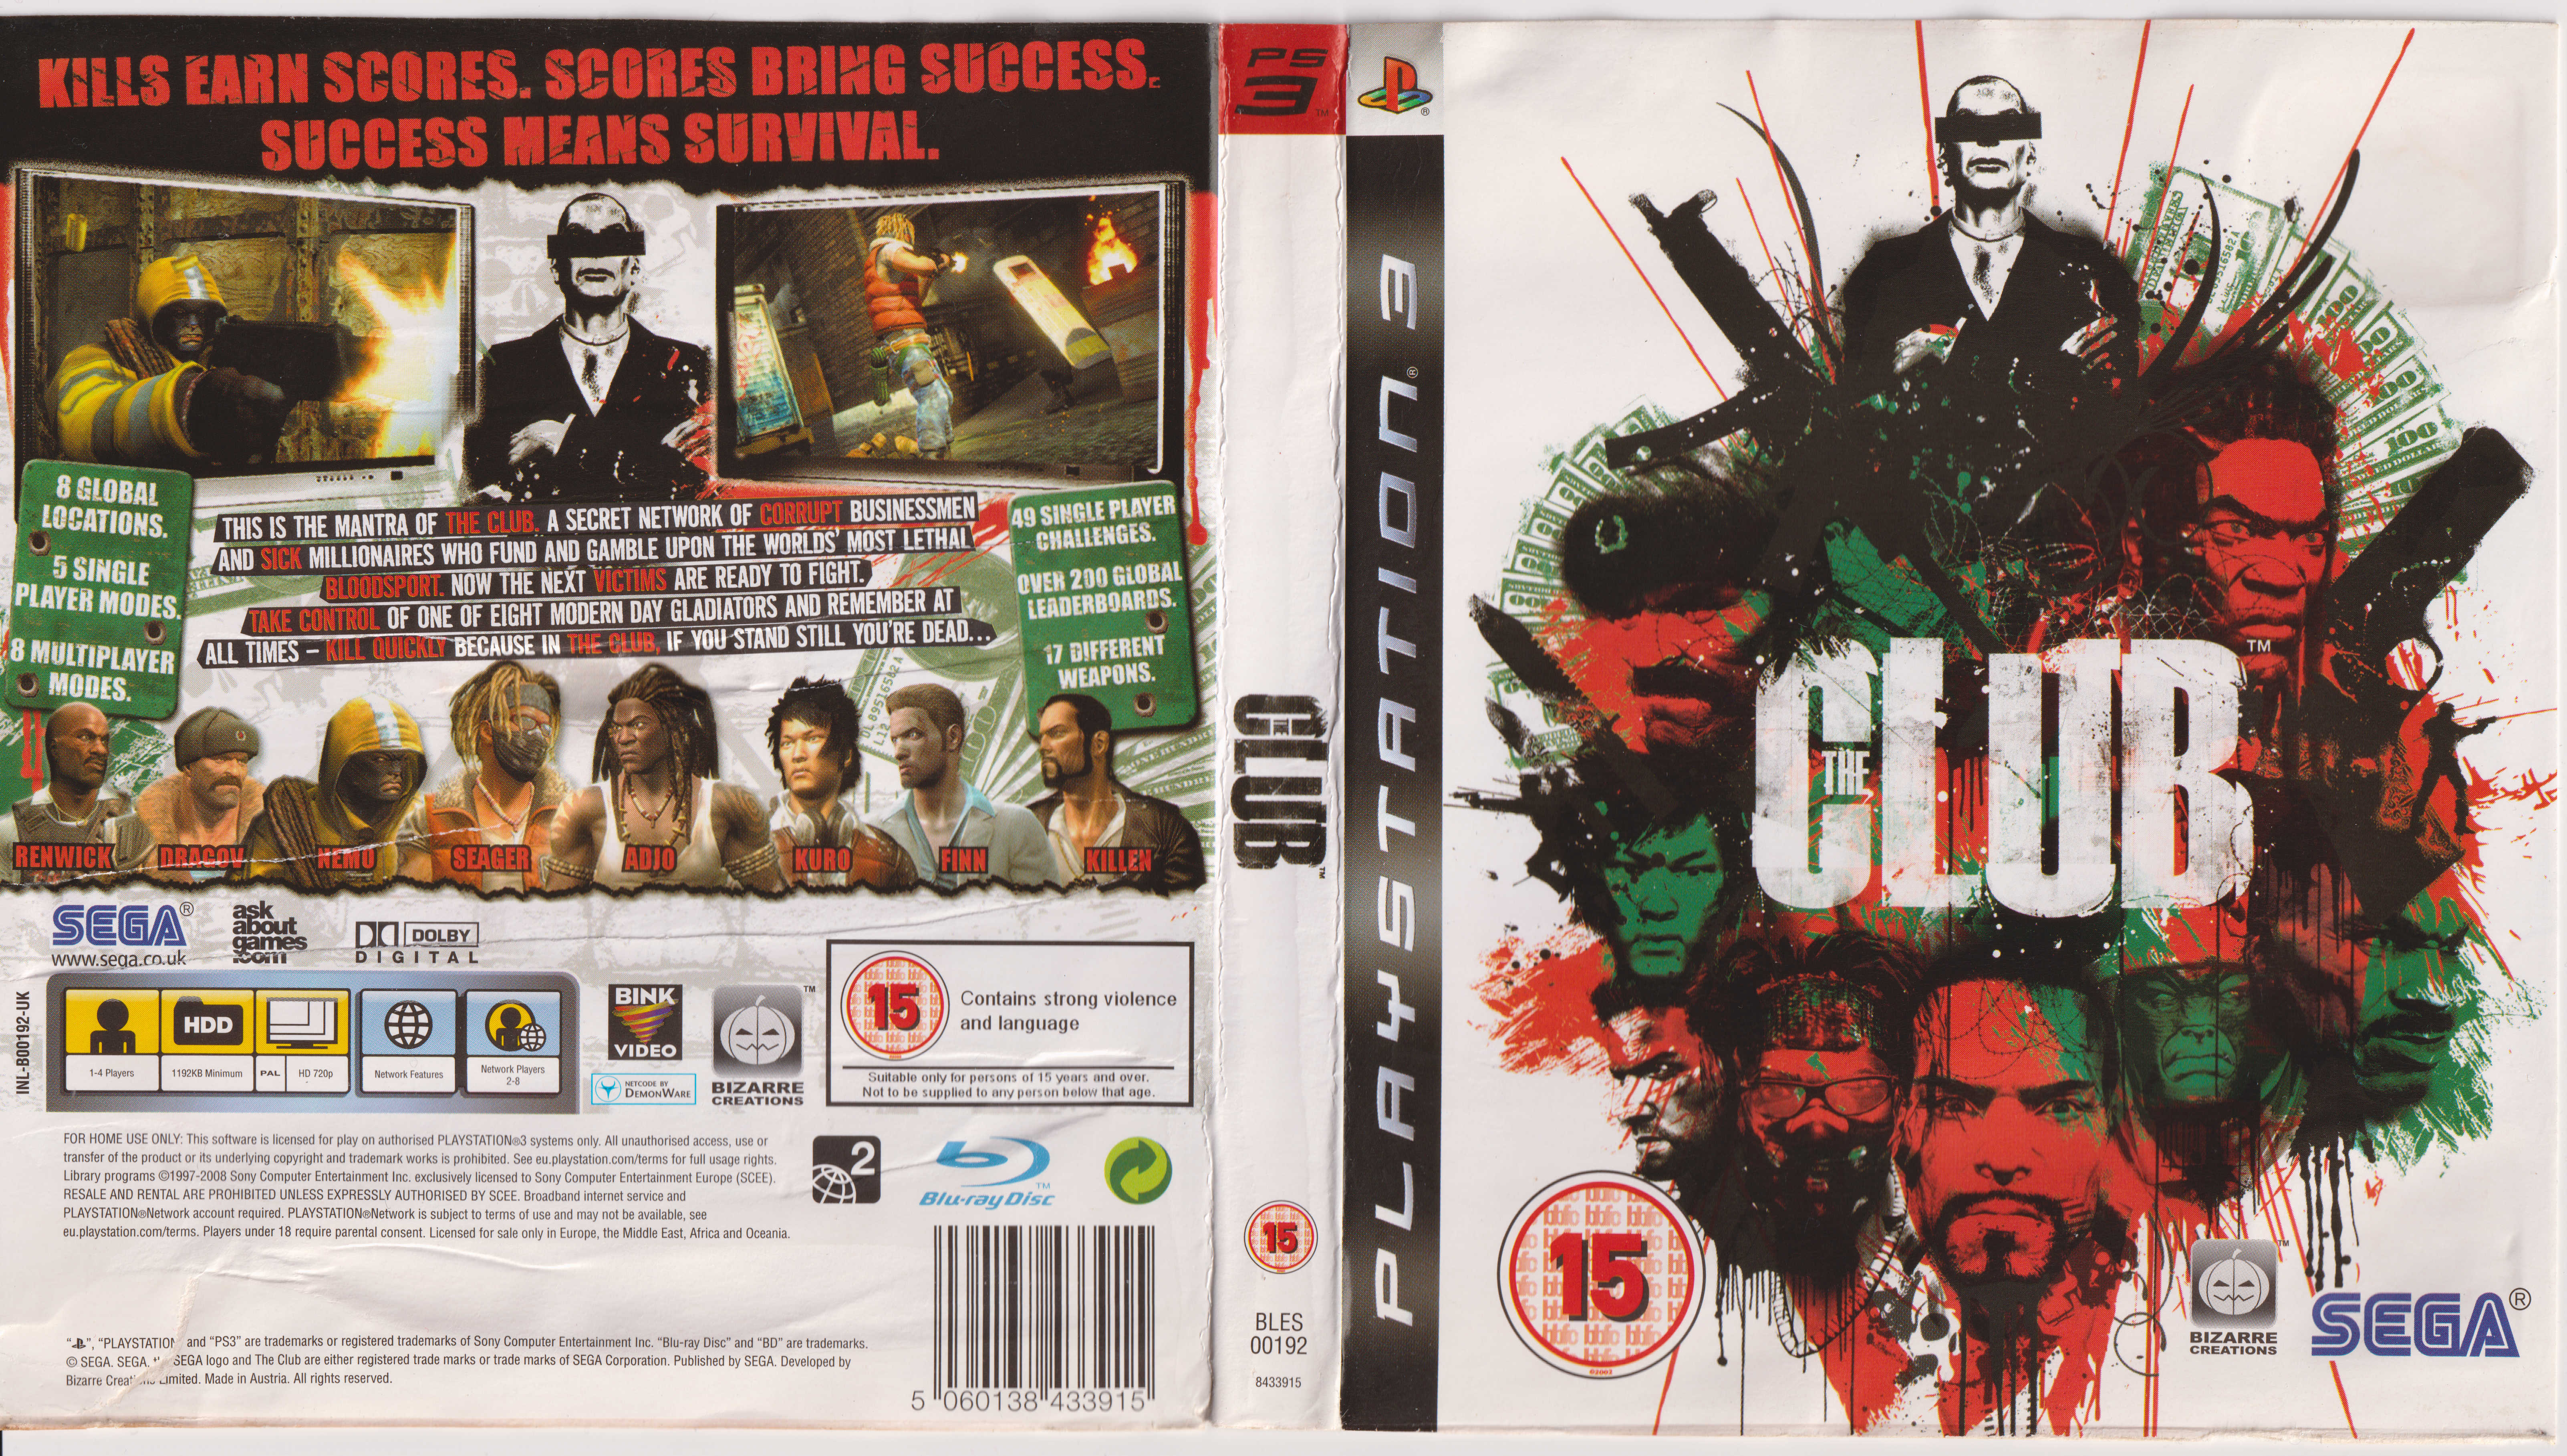 KILLS EARN SCORES. SCORES BRING SUCCESS.
SUCCESS MEANS SURVIVAL.
8 GLOBAL
LOCATIONS.
5 SINGLE
PLAYER MODES.
8 MULTIPLAYER
MODES.
THIS IS THE MANTRA OF THE CLUB. A SECRET NETWORK OF CORRUPT BUSINESSMEN
AND SICK MILLIONAIRES WHO FUND AND GAMBLE UPON THE WORLDS' MOST LETHAL
BLOODSPORT. NOW THE NEXT VICTIMS ARE READY TO FIGHT.
TAKE CONTROL OF ONE OF EIGHT MODERN DAY GLADIATORS AND REMEMBER AT
ALL TIMES – KILL QUICKLY BECAUSE IN THE CLUB, IF YOU STAND STILL YOU'RE DEAD...
49 SINGLE PLAYER
CHALLENGES.
OVER 200 GLOBAL
LEADERBOARDS.
17 DIFFERENT
WEAPONS.
RENWICK
DRAGOV
NEMO
SEAGER
ADJO
KURO
FINN
KILLEN
SEGA®
www.sega.co.uk
ask
about
games
.com
DOLBY
DIGITAL
INL-B00192-UK
HDD
1-4 Players
1192KB Minimum
PAL
HD 720p
Network Features
Network Players
2-8
BINK
VIDEO
NETCODE BY
DEMONWARE
TM
BIZARRE
CREATIONS
15
Contains strong violence
and language
Suitable only for persons of 15 years and over.
Not to be supplied to any person below that age.
FOR HOME USE ONLY: This software is licensed for play on authorised PLAYSTATION®3 systems only. All unauthorised access, use or
transfer of the product or its underlying copyright and trademark works is prohibited. See eu.playstation.com/terms for full usage rights.
Library programs ©1997-2008 Sony Computer Entertainment Inc. exclusively licensed to Sony Computer Entertainment Europe (SCEE).
RESALE AND RENTAL ARE PROHIBITED UNLESS EXPRESSLY AUTHORISED BY SCEE. Broadband internet service and
PLAYSTATION®Network account required. PLAYSTATION®Network is subject to terms of use and may not be available, see
eu.playstation.com/terms. Players under 18 require parental consent. Licensed for sale only in Europe, the Middle East, Africa and Oceania.
2
Blu-ray Disc™
"", "PLAYSTATION and "PS3" are trademarks or registered trademarks of Sony Computer Entertainment Inc. "Blu-ray Disc" and "BD" are trademarks.
© SEGA. SEGA, SEGA logo and The Club are either registered trade marks or trade marks of SEGA Corporation. Published by SEGA. Developed by
Bizarre Limited. Made in Austria. All rights reserved.
5 060138 433915
PS
3™
THE
CLUB™
15
BLES
00192
8433915
®
PLAYSTATION®3
THE
CLUB™
15
bbfc
©2003
TM
BIZARRE
CREATIONS
SEGA®